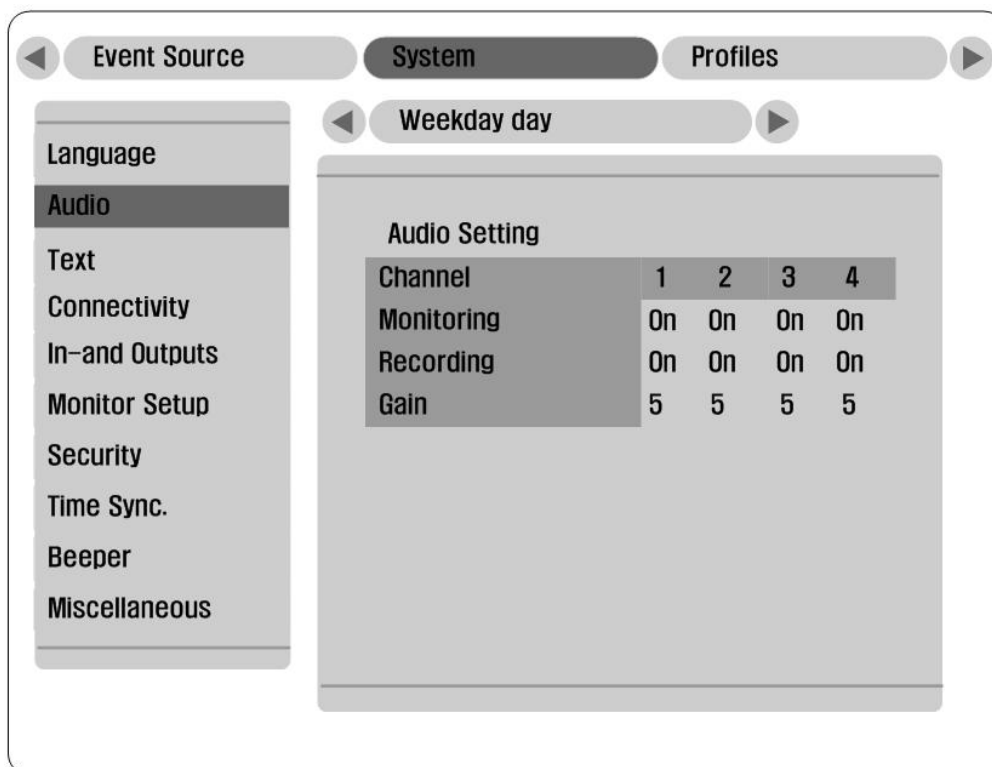 Event Source System Profiles
Weekday day
Language
Audio
Text
Connectivity
In-and Outputs
Monitor Setup
Security
Time Sync.
Beeper
Miscellaneous
Audio Setting
Channel 1 2 3 4
Monitoring On On On On
Recording On On On On
Gain 5 5 5 5